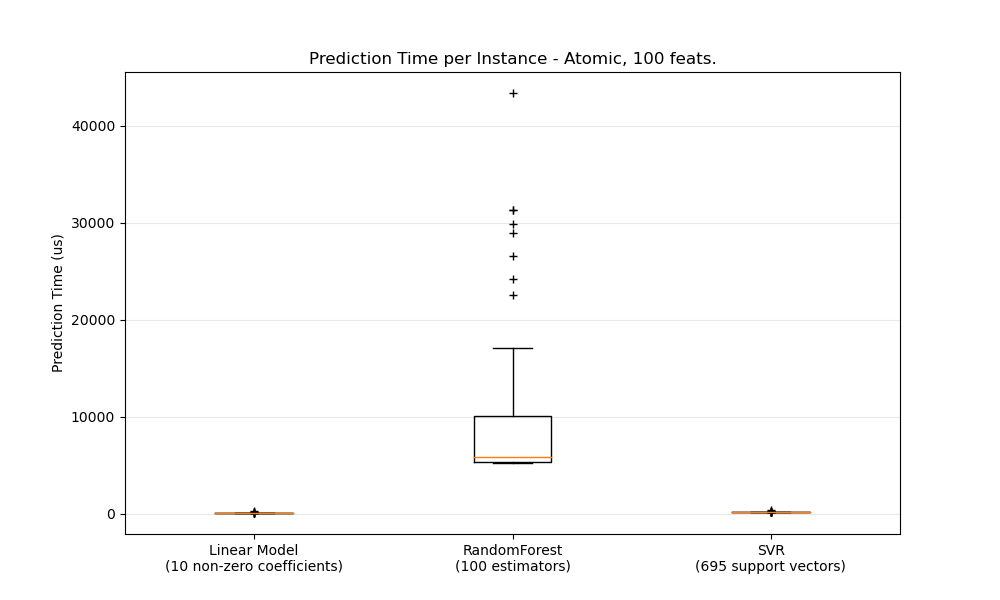 Prediction Time per Instance - Atomic, 100 feats.
Prediction Time (us)
40000
30000
20000
10000
0
Linear Model
(10 non-zero coefficients)
RandomForest
(100 estimators)
SVR
(695 support vectors)